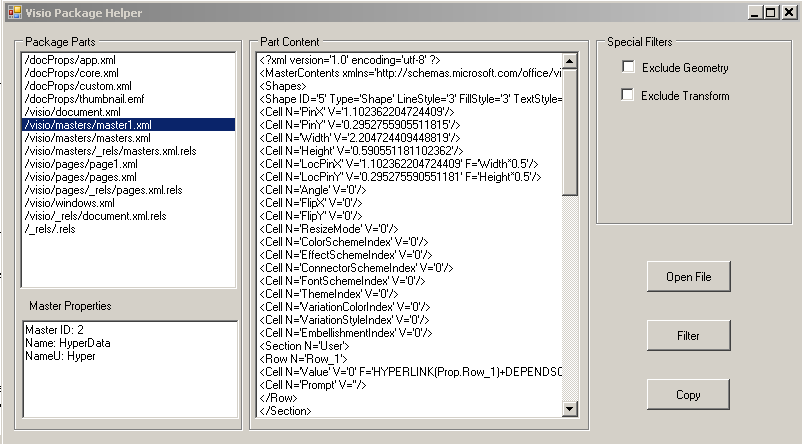 Visio Package Helper
Package Parts
/docProps/app.xml
/docProps/core.xml
/docProps/custom.xml
/docProps/thumbnail.emf
/visio/document.xml
/visio/masters/master1.xml
/visio/masters/masters.xml
/visio/masters/_rels/masters.xml.rels
/visio/pages/page1.xml
/visio/pages/pages.xml
/visio/pages/_rels/pages.xml.rels
/visio/windows.xml
/visio/_rels/document.xml.rels
/_rels/.rels
Master Properties
Master ID: 2
Name: HyperData
NameU: Hyper
Part Content
<?xml version='1.0' encoding='utf-8' ?>
<MasterContents xmlns='http://schemas.microsoft.com/office/vi
<Shapes>
<Shape ID='5' Type='Shape' LineStyle='3' FillStyle='3' TextStyle=
<Cell N='PinX' V='1.102362204724409'/>
<Cell N='PinY' V='0.2952755905511815'/>
<Cell N='Width' V='2.204724409448819'/>
<Cell N='Height' V='0.590551181102362'/>
<Cell N='LocPinX' V='1.102362204724409' F='Width*0.5'/>
<Cell N='LocPinY' V='0.295275590551181' F='Height*0.5'/>
<Cell N='Angle' V='0'/>
<Cell N='FlipX' V='0'/>
<Cell N='FlipY' V='0'/>
<Cell N='ResizeMode' V='0'/>
<Cell N='ColorSchemeIndex' V='0'/>
<Cell N='EffectSchemeIndex' V='0'/>
<Cell N='ConnectorSchemeIndex' V='0'/>
<Cell N='FontSchemeIndex' V='0'/>
<Cell N='ThemeIndex' V='0'/>
<Cell N='VariationColorIndex' V='0'/>
<Cell N='VariationStyleIndex' V='0'/>
<Cell N='EmbellishmentIndex' V='0'/>
<Section N='User'>
<Row N='Row_1'>
<Cell N='Value' V='0' F='HYPERLINK(Prop.Row_1)+DEPENDSO
<Cell N='Prompt' V=''/>
</Row>
</Section>
Special Filters
Exclude Geometry
Exclude Transform
Open File
Filter
Copy